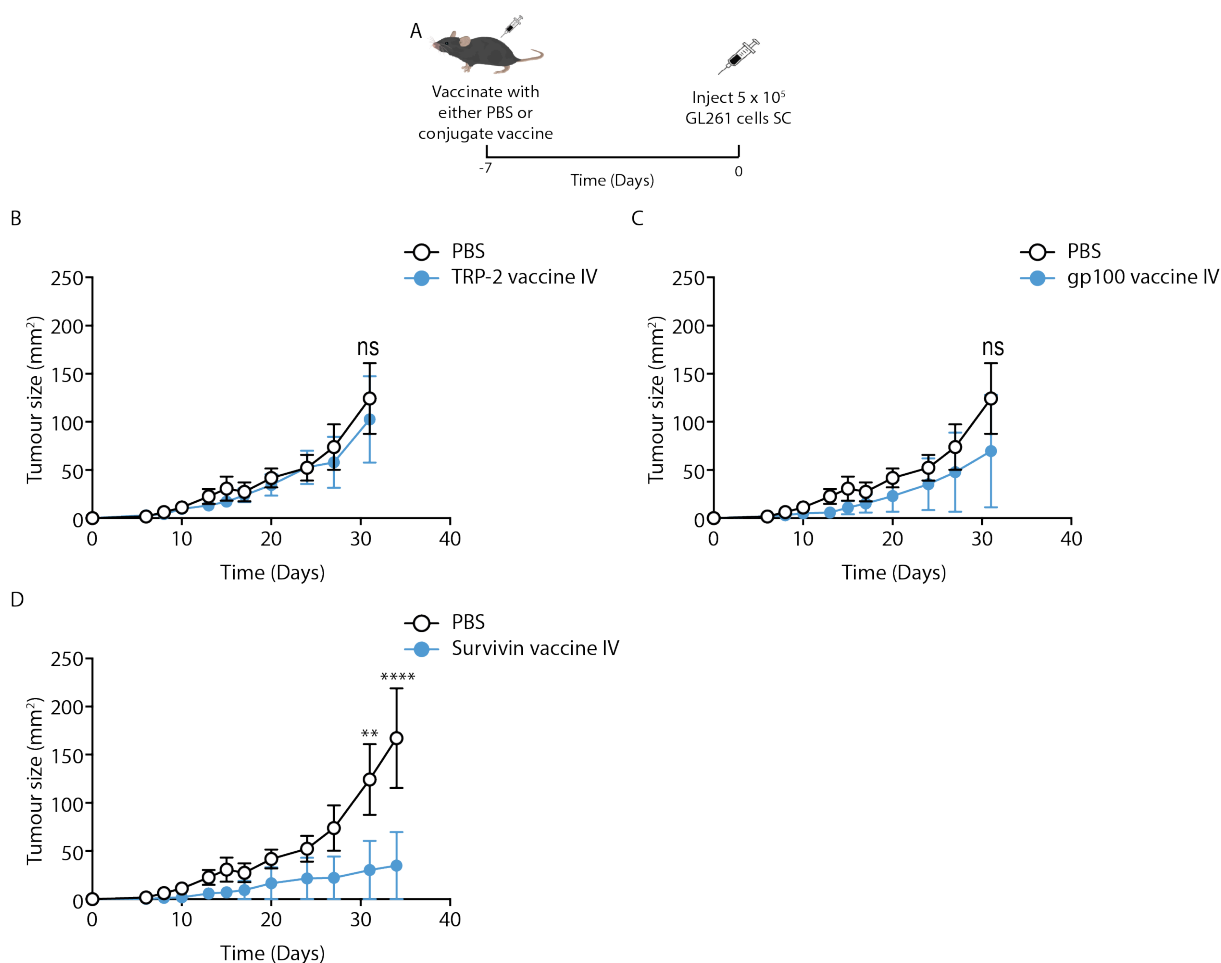 A
Vaccinate with
either PBS or
conjugate vaccine
Inject 5 x 10⁵
GL261 cells SC
-7
0
Time (Days)
B
PBS
TRP-2 vaccine IV
250
200
150
100
50
0
ns
0
10
20
30
40
Tumour size (mm²)
Time (Days)
C
PBS
gp100 vaccine IV
250
200
150
100
50
0
ns
0
10
20
30
40
Tumour size (mm²)
Time (Days)
D
PBS
Survivin vaccine IV
250
200
150
100
50
0
****
**
0
10
20
30
40
Tumour size (mm²)
Time (Days)